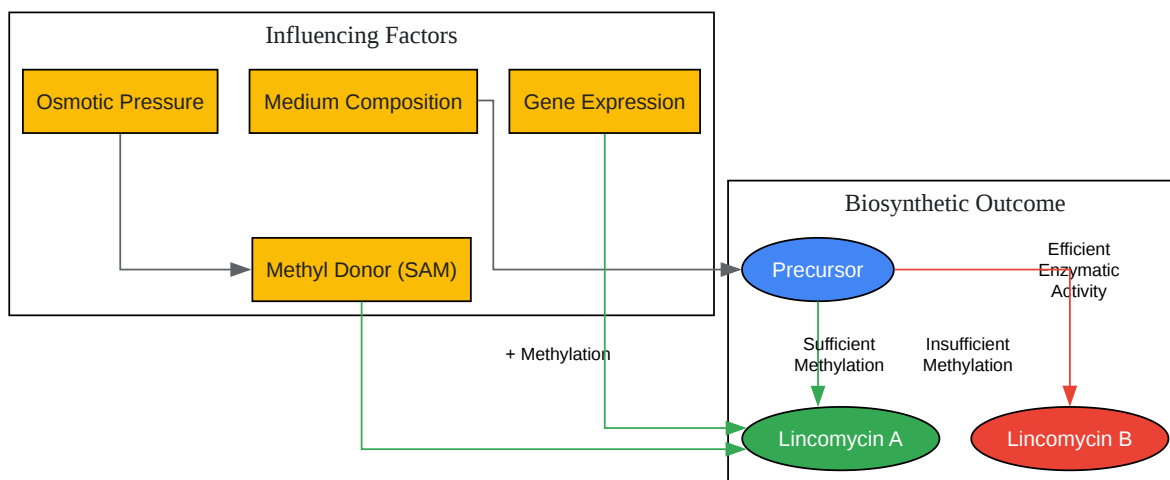 Influencing Factors
Osmotic Pressure
Medium Composition
Gene Expression
Methyl Donor (SAM)
+ Methylation
Biosynthetic Outcome
Precursor
Efficient
Enzymatic
Activity
Sufficient
Methylation
Insufficient
Methylation
Lincomycin A
Lincomycin B